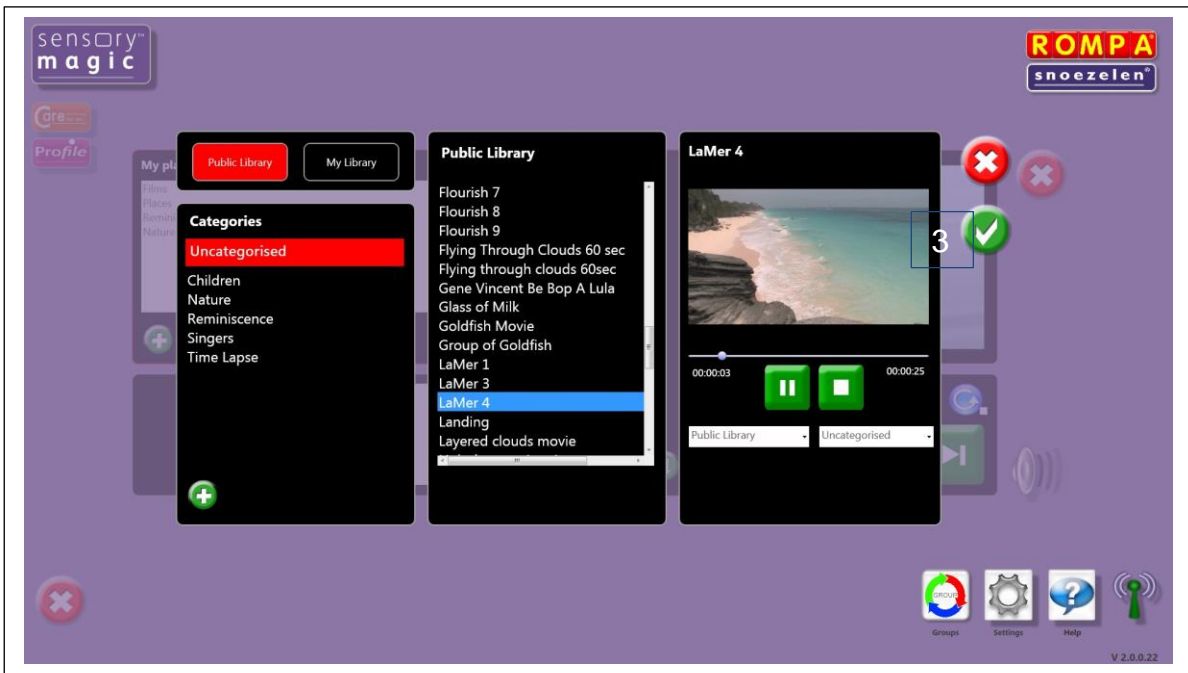 sensory™
magic
ROMPA®
snoezelen®
Care
Profile
My pla
Films
Places
Remini
Nature
Public Library
My Library
Categories
Uncategorised
Children
Nature
Reminiscence
Singers
Time Lapse
Public Library
Flourish 7
Flourish 8
Flourish 9
Flying Through Clouds 60 sec
Flying through clouds 60sec
Gene Vincent Be Bop A Lula
Glass of Milk
Goldfish Movie
Group of Goldfish
LaMer 1
LaMer 3
LaMer 4
Landing
Layered clouds movie
LaMer 4
3
00:00:03
00:00:25
Public Library
Uncategorised
GROUP
Groups
Settings
Help
V 2.0.0.22